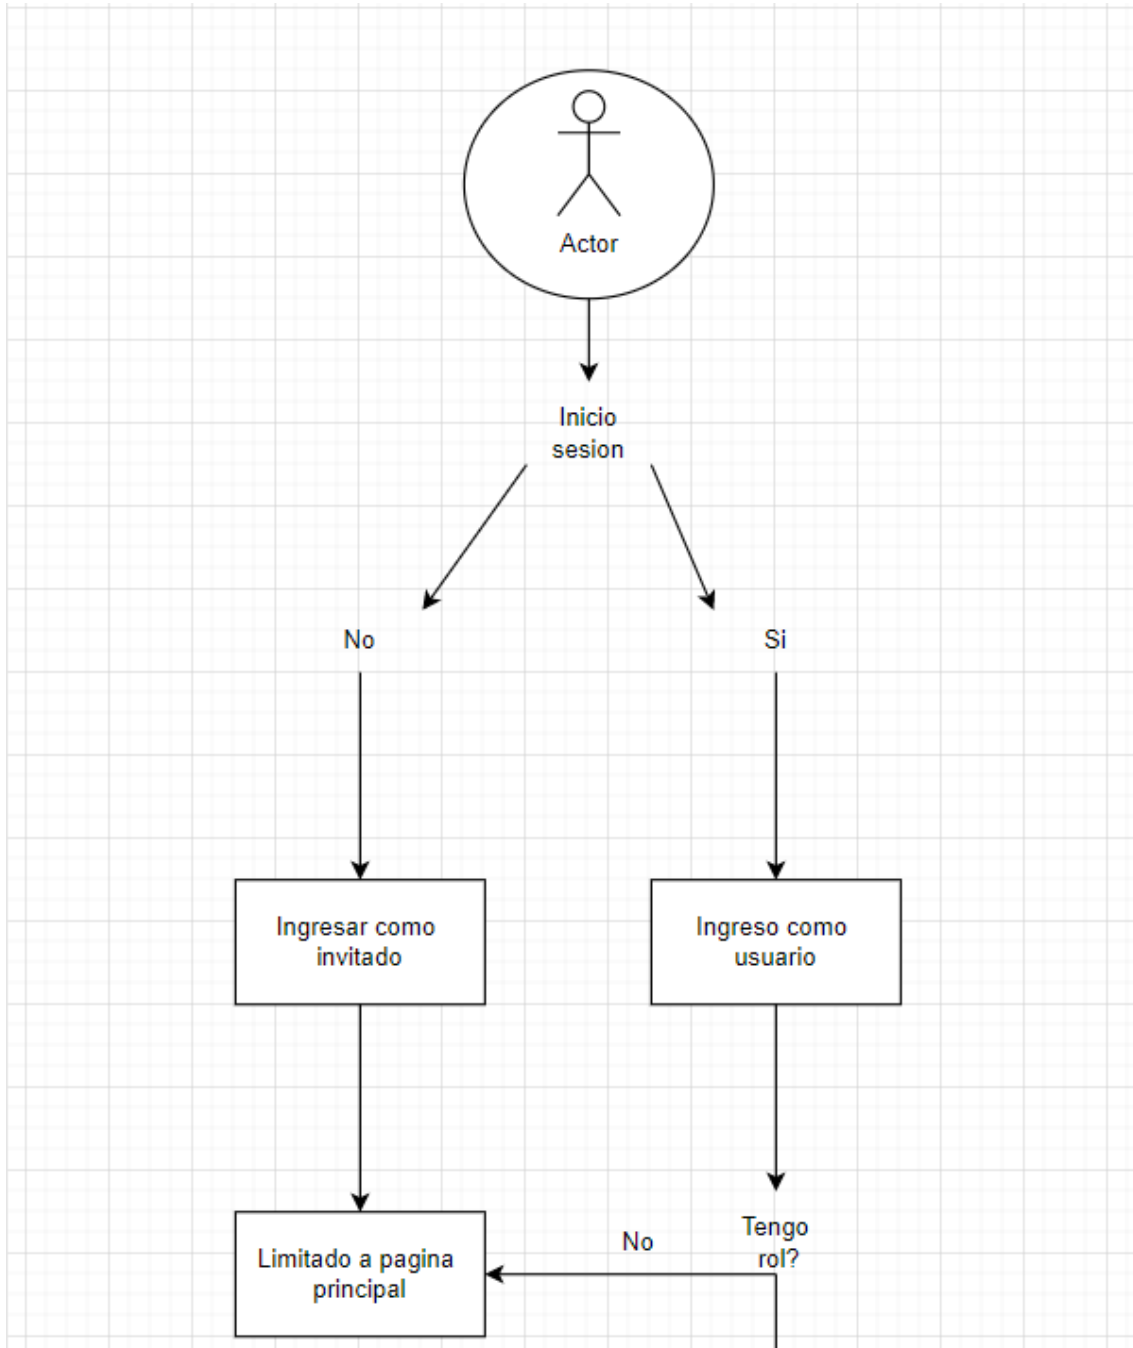 Actor
Inicio
sesion
No
Si
Ingresar como
invitado
Ingreso como
usuario
Limitado a pagina
principal
No
Tengo
rol?